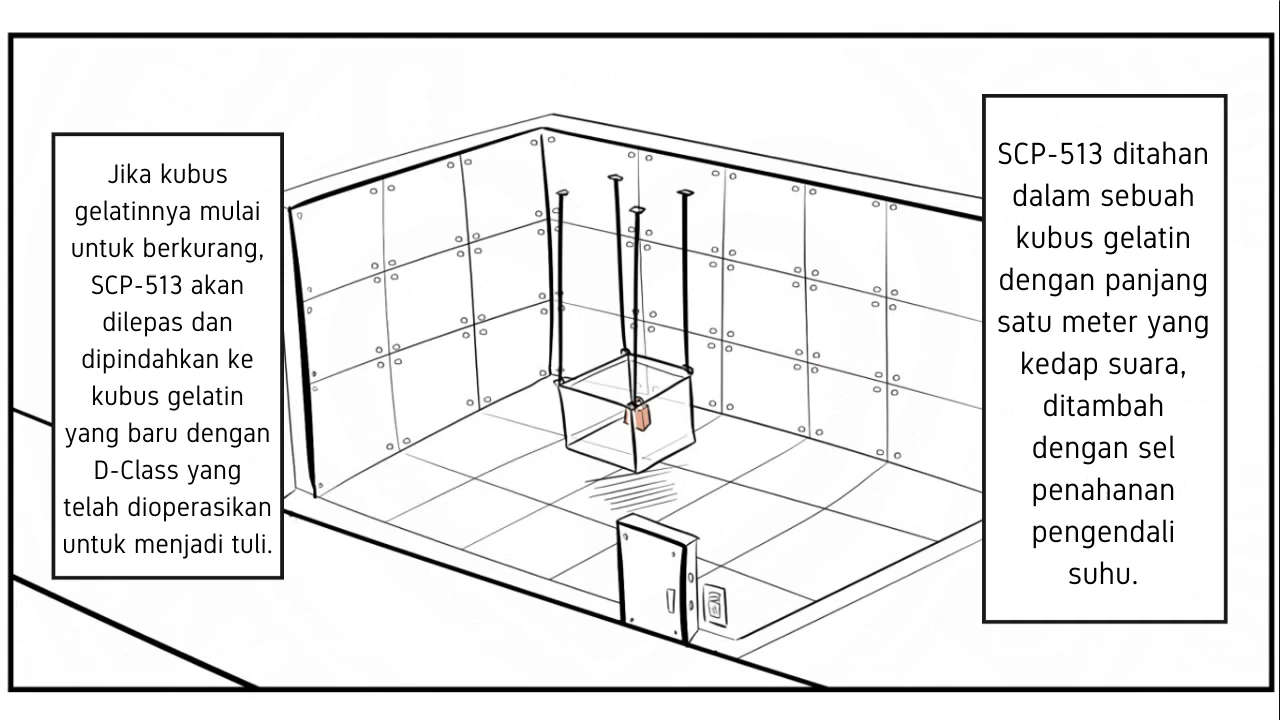 Jika kubus
gelatinnya mulai
untuk berkurang,
SCP-513 akan
dilepas dan
dipindahkan ke
kubus gelatin
yang baru dengan
D-Class yang
telah dioperasikan
untuk menjadi tuli.
SCP-513 ditahan
dalam sebuah
kubus gelatin
dengan panjang
satu meter yang
kedap suara,
ditambah
dengan sel
penahanan
pengendali
suhu.